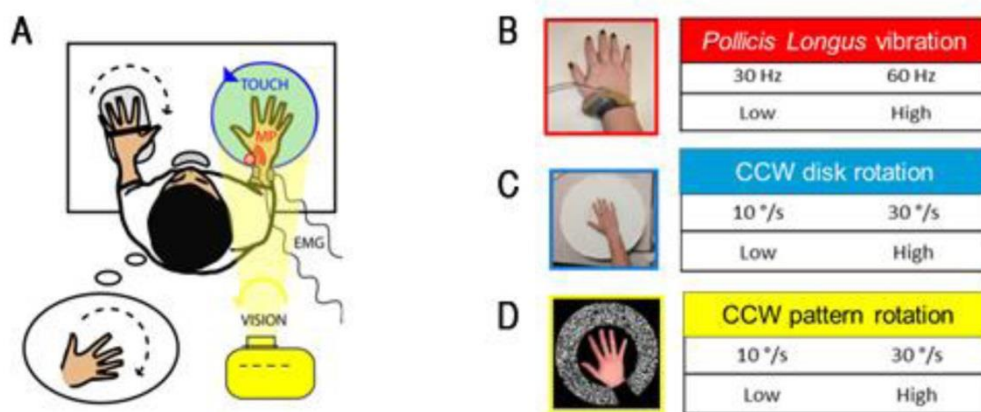 A
TOUCH
MP
EMG
VISION
B
Pollicis Longus vibration
30 Hz 60 Hz
Low High
C
CCW disk rotation
10 °/s 30 °/s
Low High
D
CCW pattern rotation
10 °/s 30 °/s
Low High